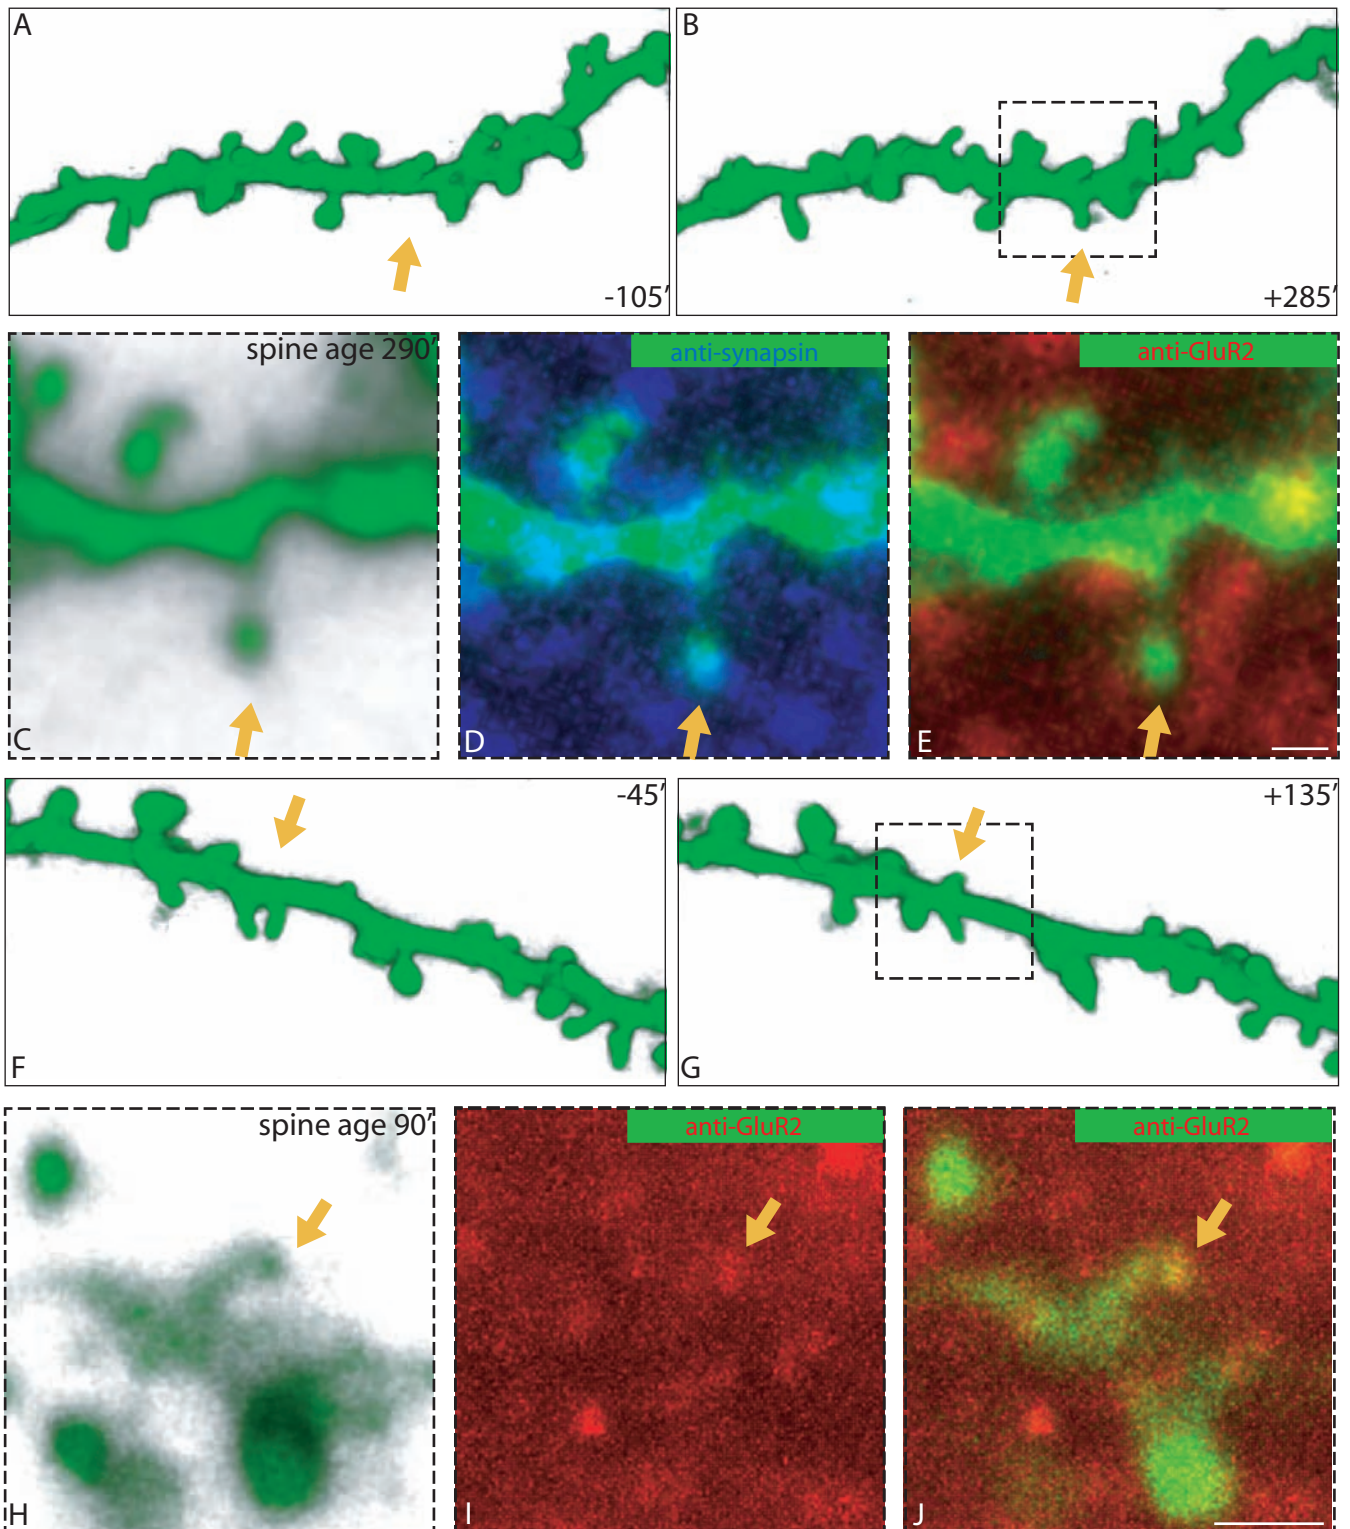 A
-105′
B
+285′
spine age 290′
C
anti-synapsin
D
anti-GluR2
E
-45′
F
+135′
G
spine age 90′
H
anti-GluR2
I
anti-GluR2
J